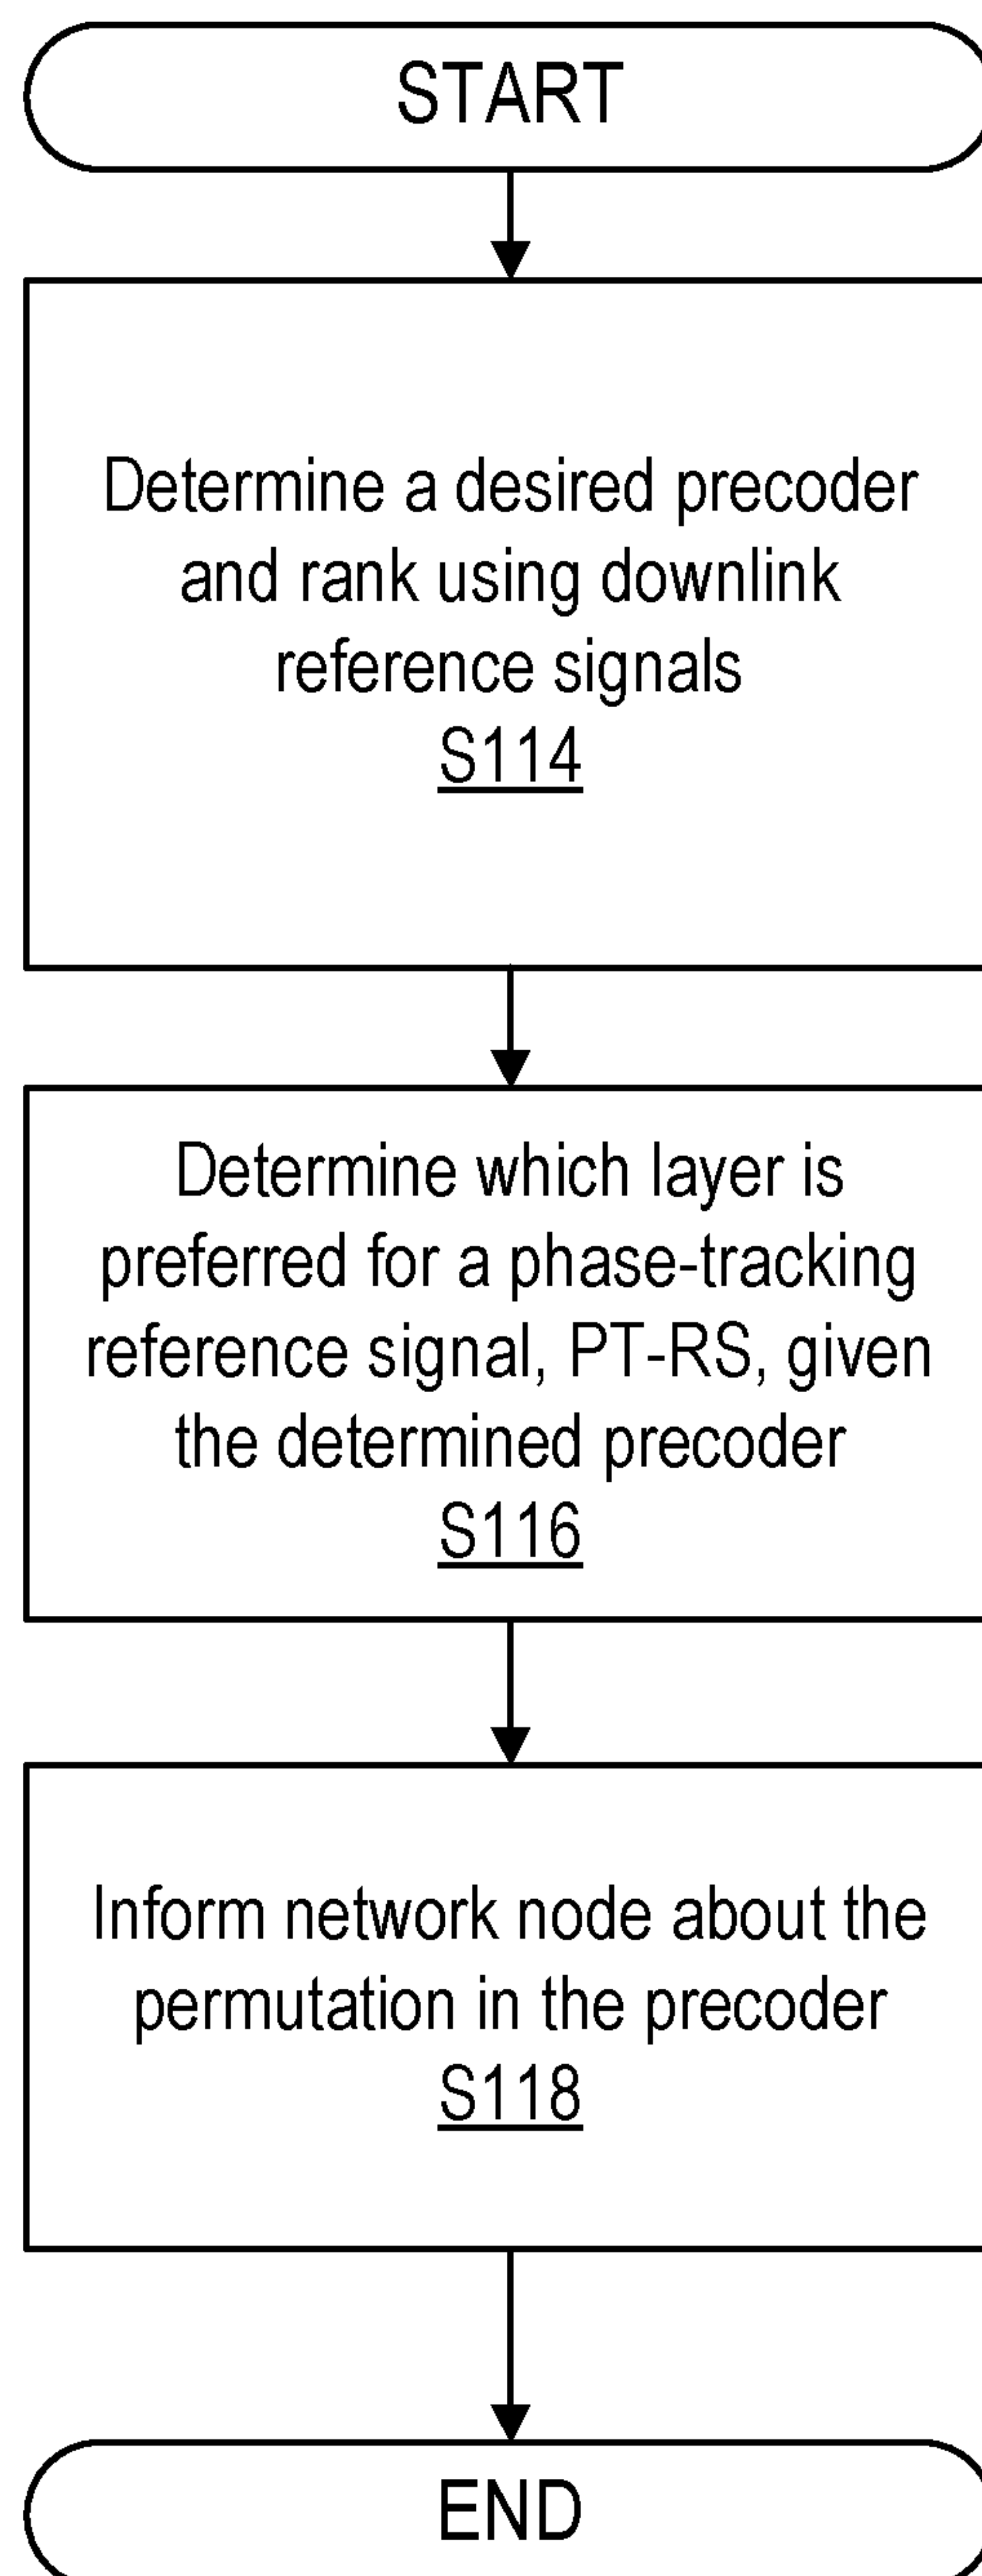 START
Determine a desired precoder
and rank using downlink
reference signals
S114
Determine which layer is
preferred for a phase-tracking
reference signal, PT-RS, given
the determined precoder
S116
Inform network node about the
permutation in the precoder
S118
END